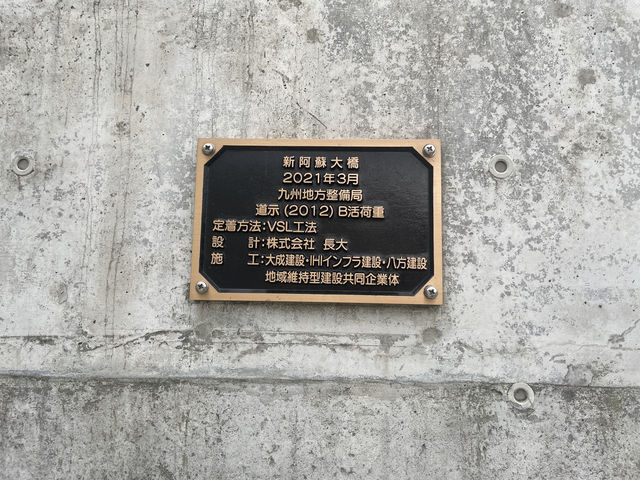 新阿蘇大橋
2021年3月
九州地方整備局
道示(2012)B活荷重
定着方法:VSL工法
設　計:株式会社 長大
施　工:大成建設・IHIインフラ建設・八方建設
地域維持型建設共同企業体